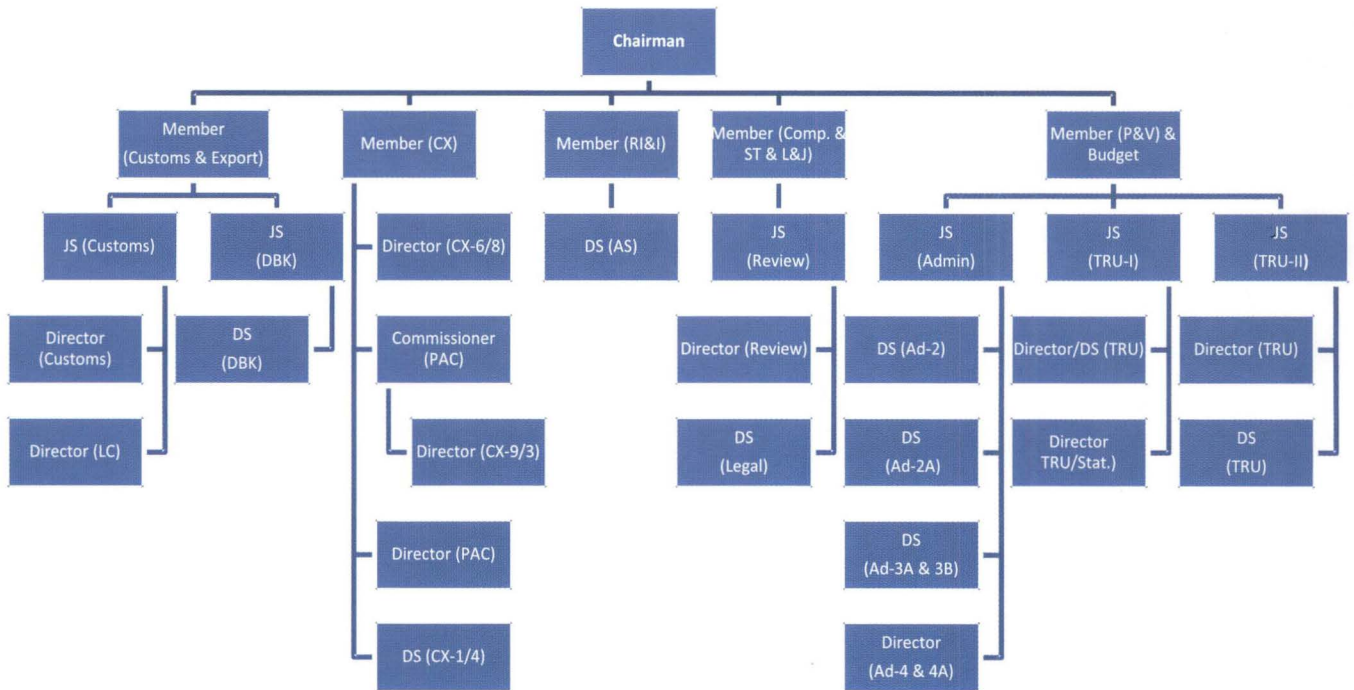 Chairman
Member
(Customs & Export)
Member (CX)
Member (RI&I)
Member (Comp. &
ST & L&J)
Member (P&V) &
Budget
JS (Customs)
JS
(DBK)
Director (CX-6/8)
DS (AS)
JS
(Review)
JS
(Admin)
JS
(TRU-I)
JS
(TRU-II)
Director
(Customs)
DS
(DBK)
Commissioner
(PAC)
Director (Review)
DS (Ad-2)
Director/DS (TRU)
Director (TRU)
Director (LC)
Director (CX-9/3)
DS
(Legal)
DS
(Ad-2A)
Director
TRU/Stat.)
DS
(TRU)
Director (PAC)
DS
(Ad-3A & 3B)
DS (CX-1/4)
Director
(Ad-4 & 4A)